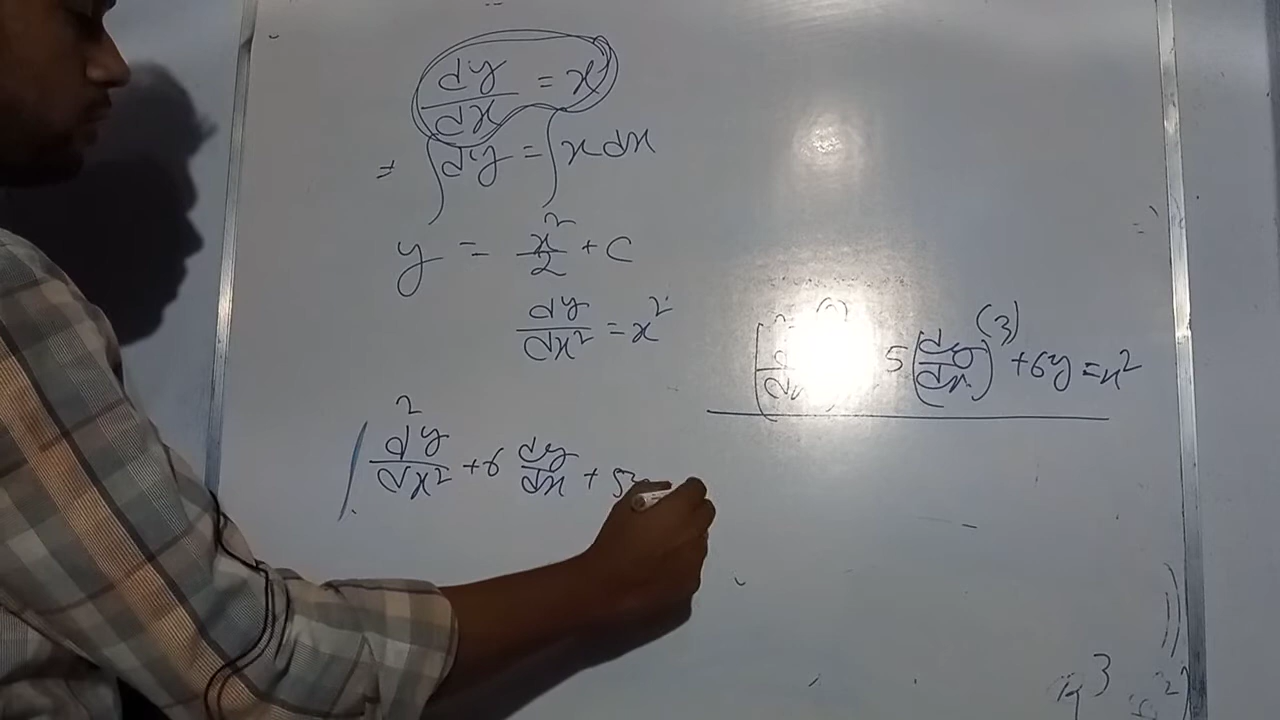 dy/dx = x
⇒ ∫dy = ∫x dx
y = x²/2 + c
dy/dx² = x²
5(dy/dx)⁽³⁾ + 6y = x²
d²y/dx² + 6 dy/dx + 5